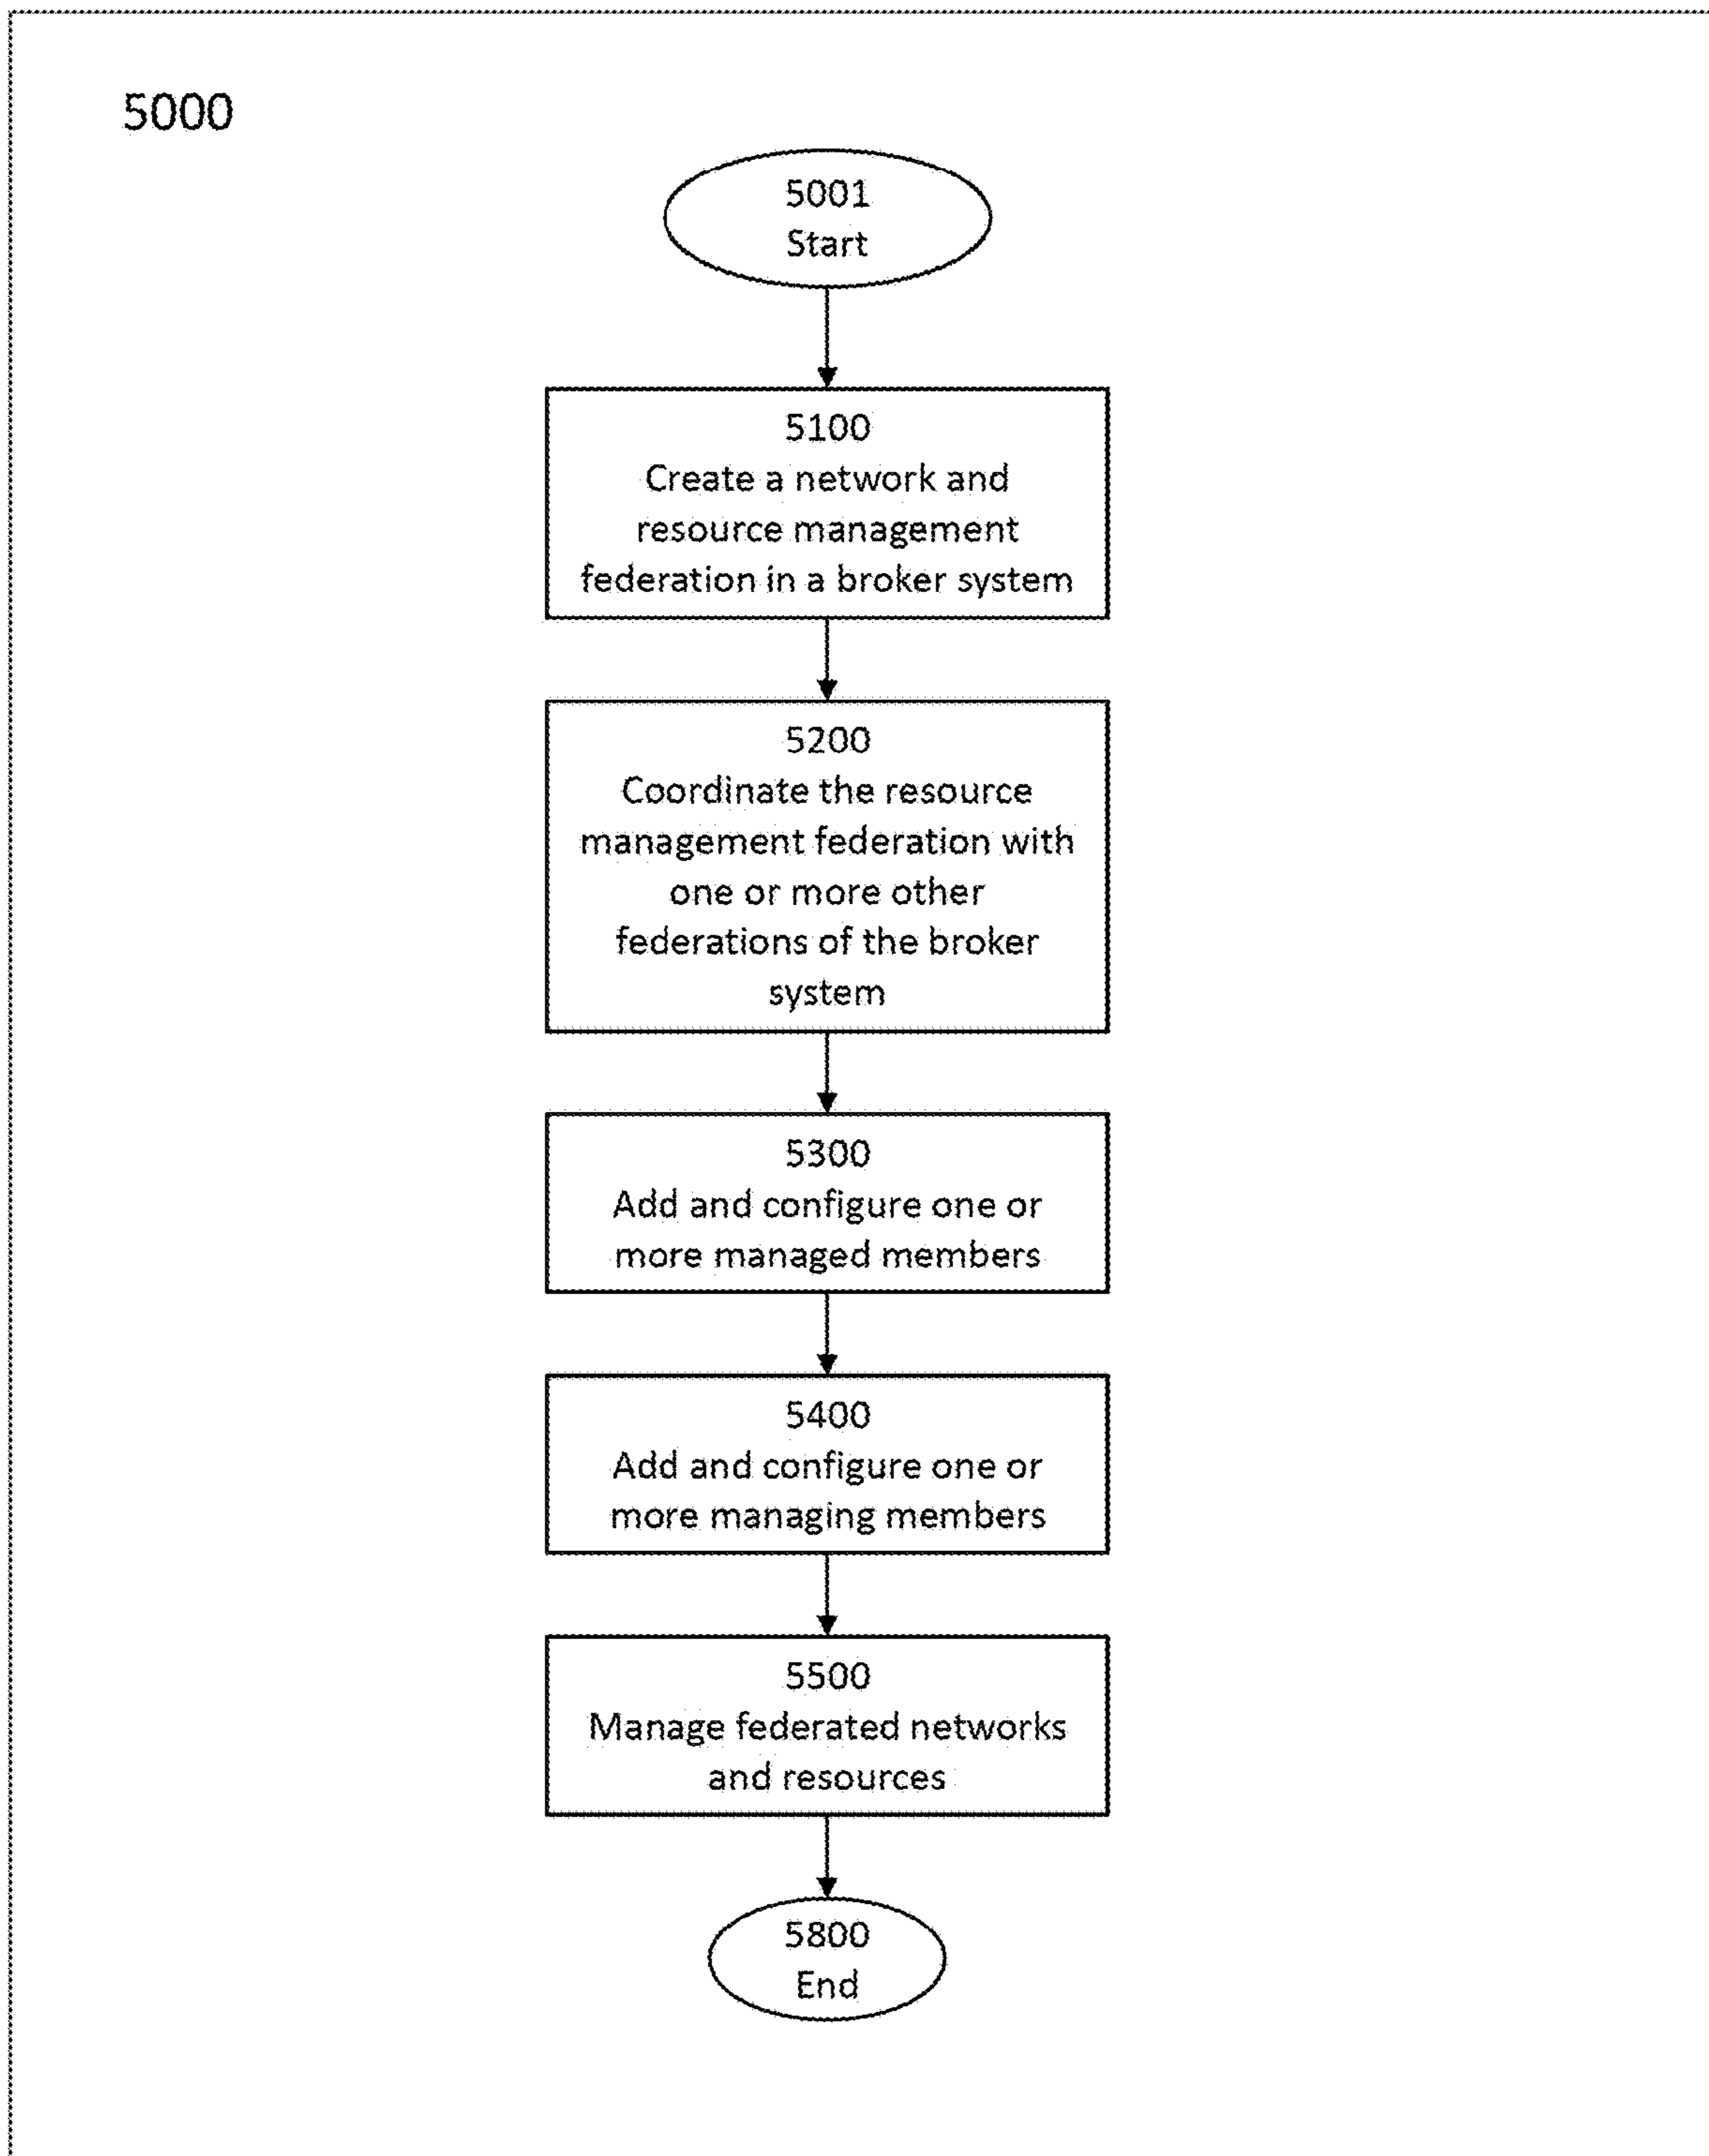 5000
5001
Start
5100
Create a network and
resource management
federation in a broker system
5200
Coordinate the resource
management federation with
one or more other
federations of the broker
system
5300
Add and configure one or
more managed members
5400
Add and configure one or
more managing members
5500
Manage federated networks
and resources
5800
End